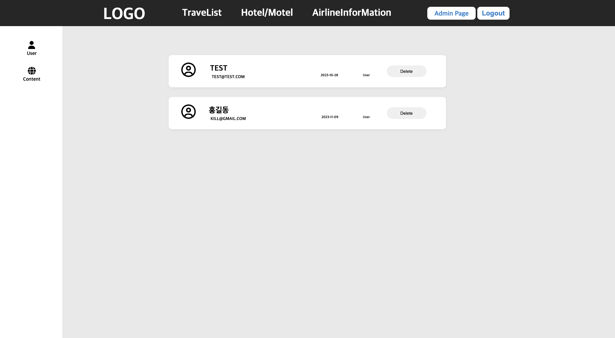 LOGO TraveList Hotel/Motel AirlineInforMation Admin Page Logout
User
Content
TEST
TEST@TEST.COM 2023-10-28 User Delete
홍길동
KILL@GMAIL.COM 2023-11-09 User Delete